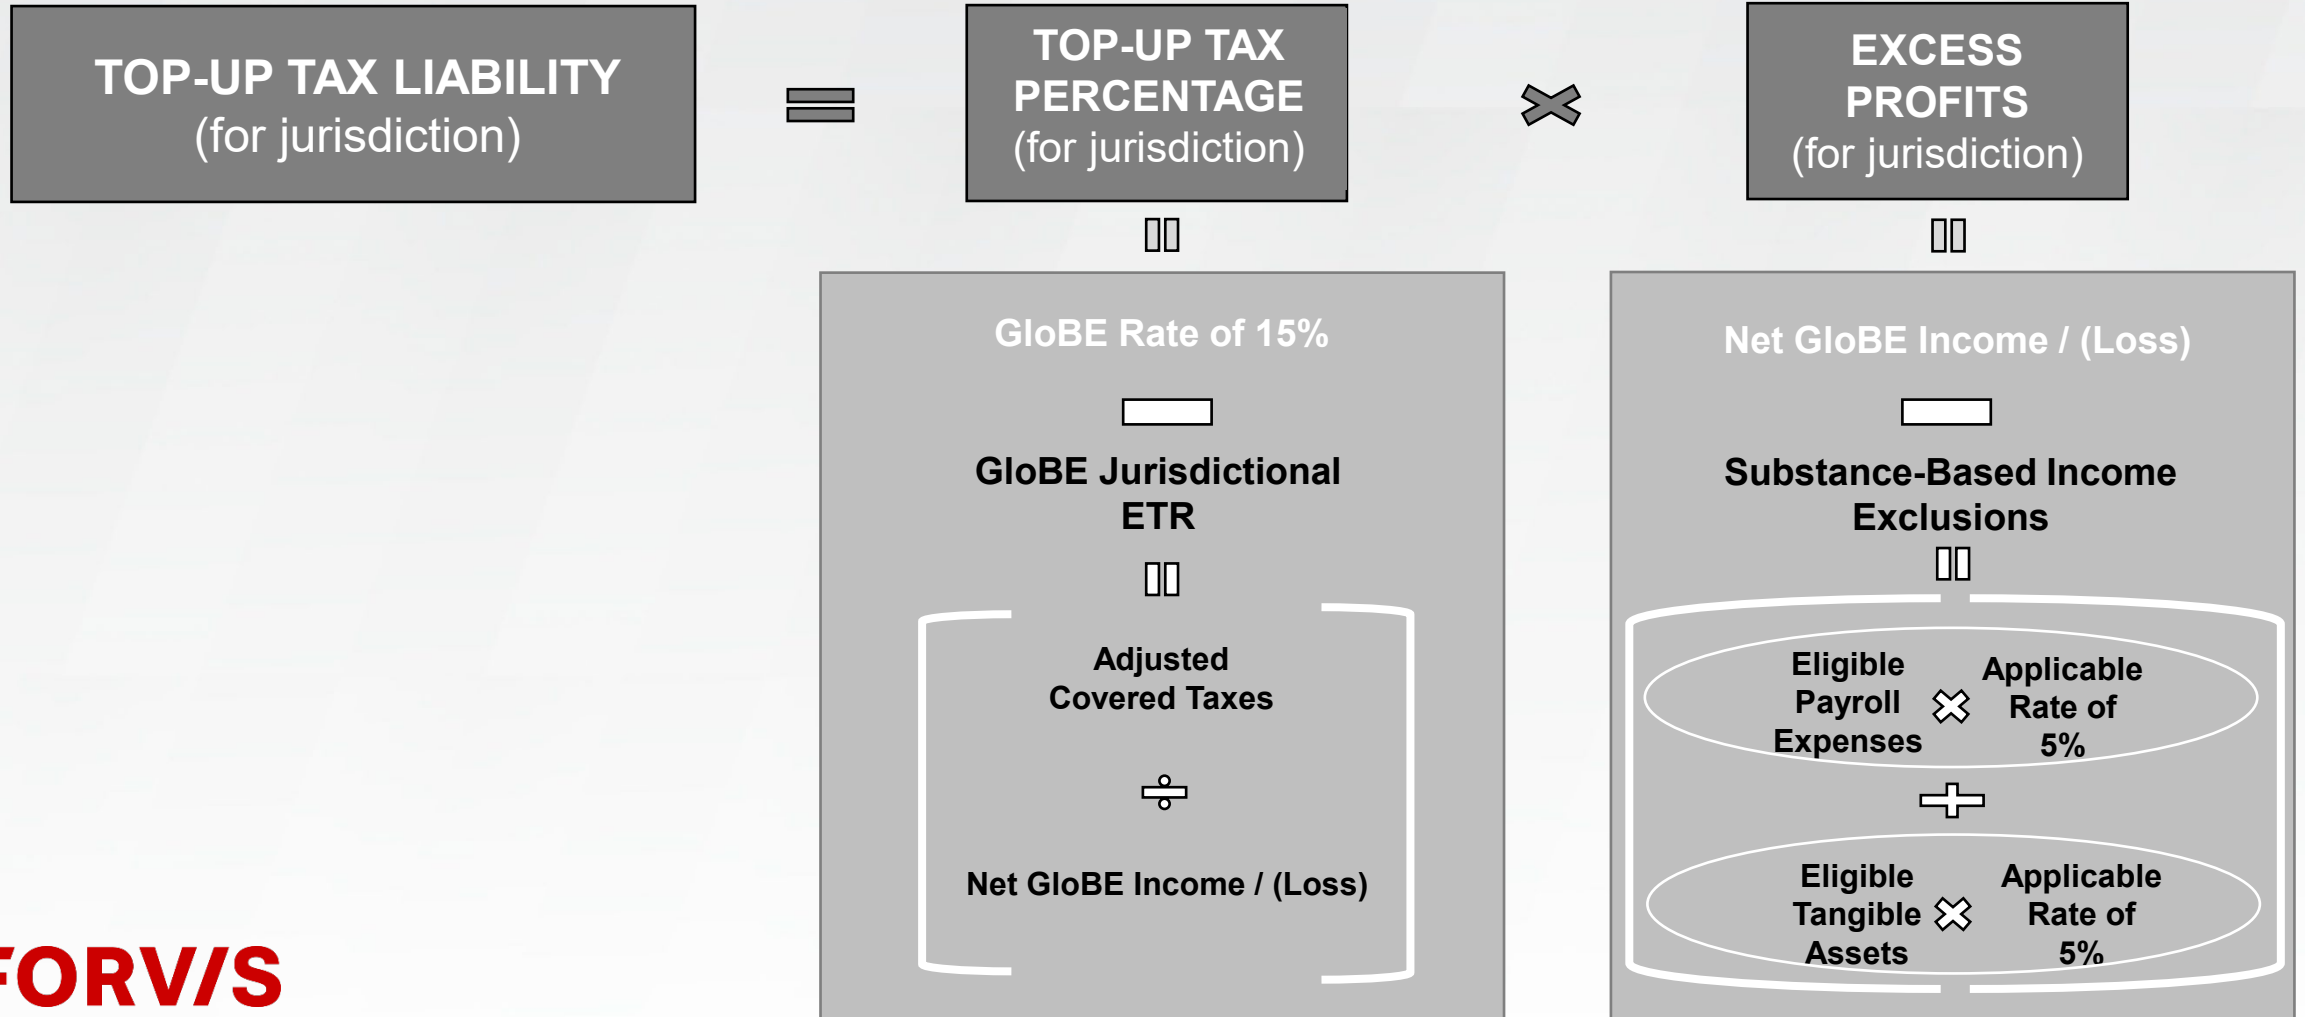 TOP-UP TAX LIABILITY
(for jurisdiction)
TOP-UP TAX
PERCENTAGE
(for jurisdiction)
EXCESS
PROFITS
(for jurisdiction)
GloBE Rate of 15%
GloBE Jurisdictional
ETR
Adjusted
Covered Taxes
Net GloBE Income / (Loss)
Net GloBE Income / (Loss)
Substance-Based Income
Exclusions
Eligible
Payroll
Expenses
Applicable
Rate of
5%
Eligible
Tangible
Assets
Applicable
Rate of
5%
FORVIS